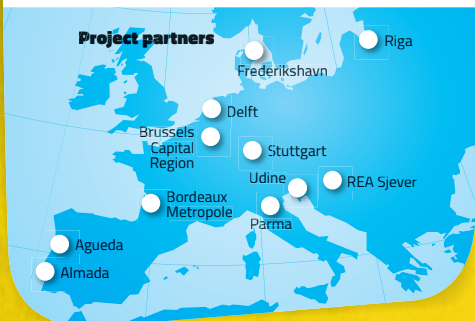 Project partners
Riga
Frederikshavn
Delft
Brussels
Capital
Region
Stuttgart
Udine
REA Sjever
Bordeaux
Metropole
Parma
Agueda
Almada